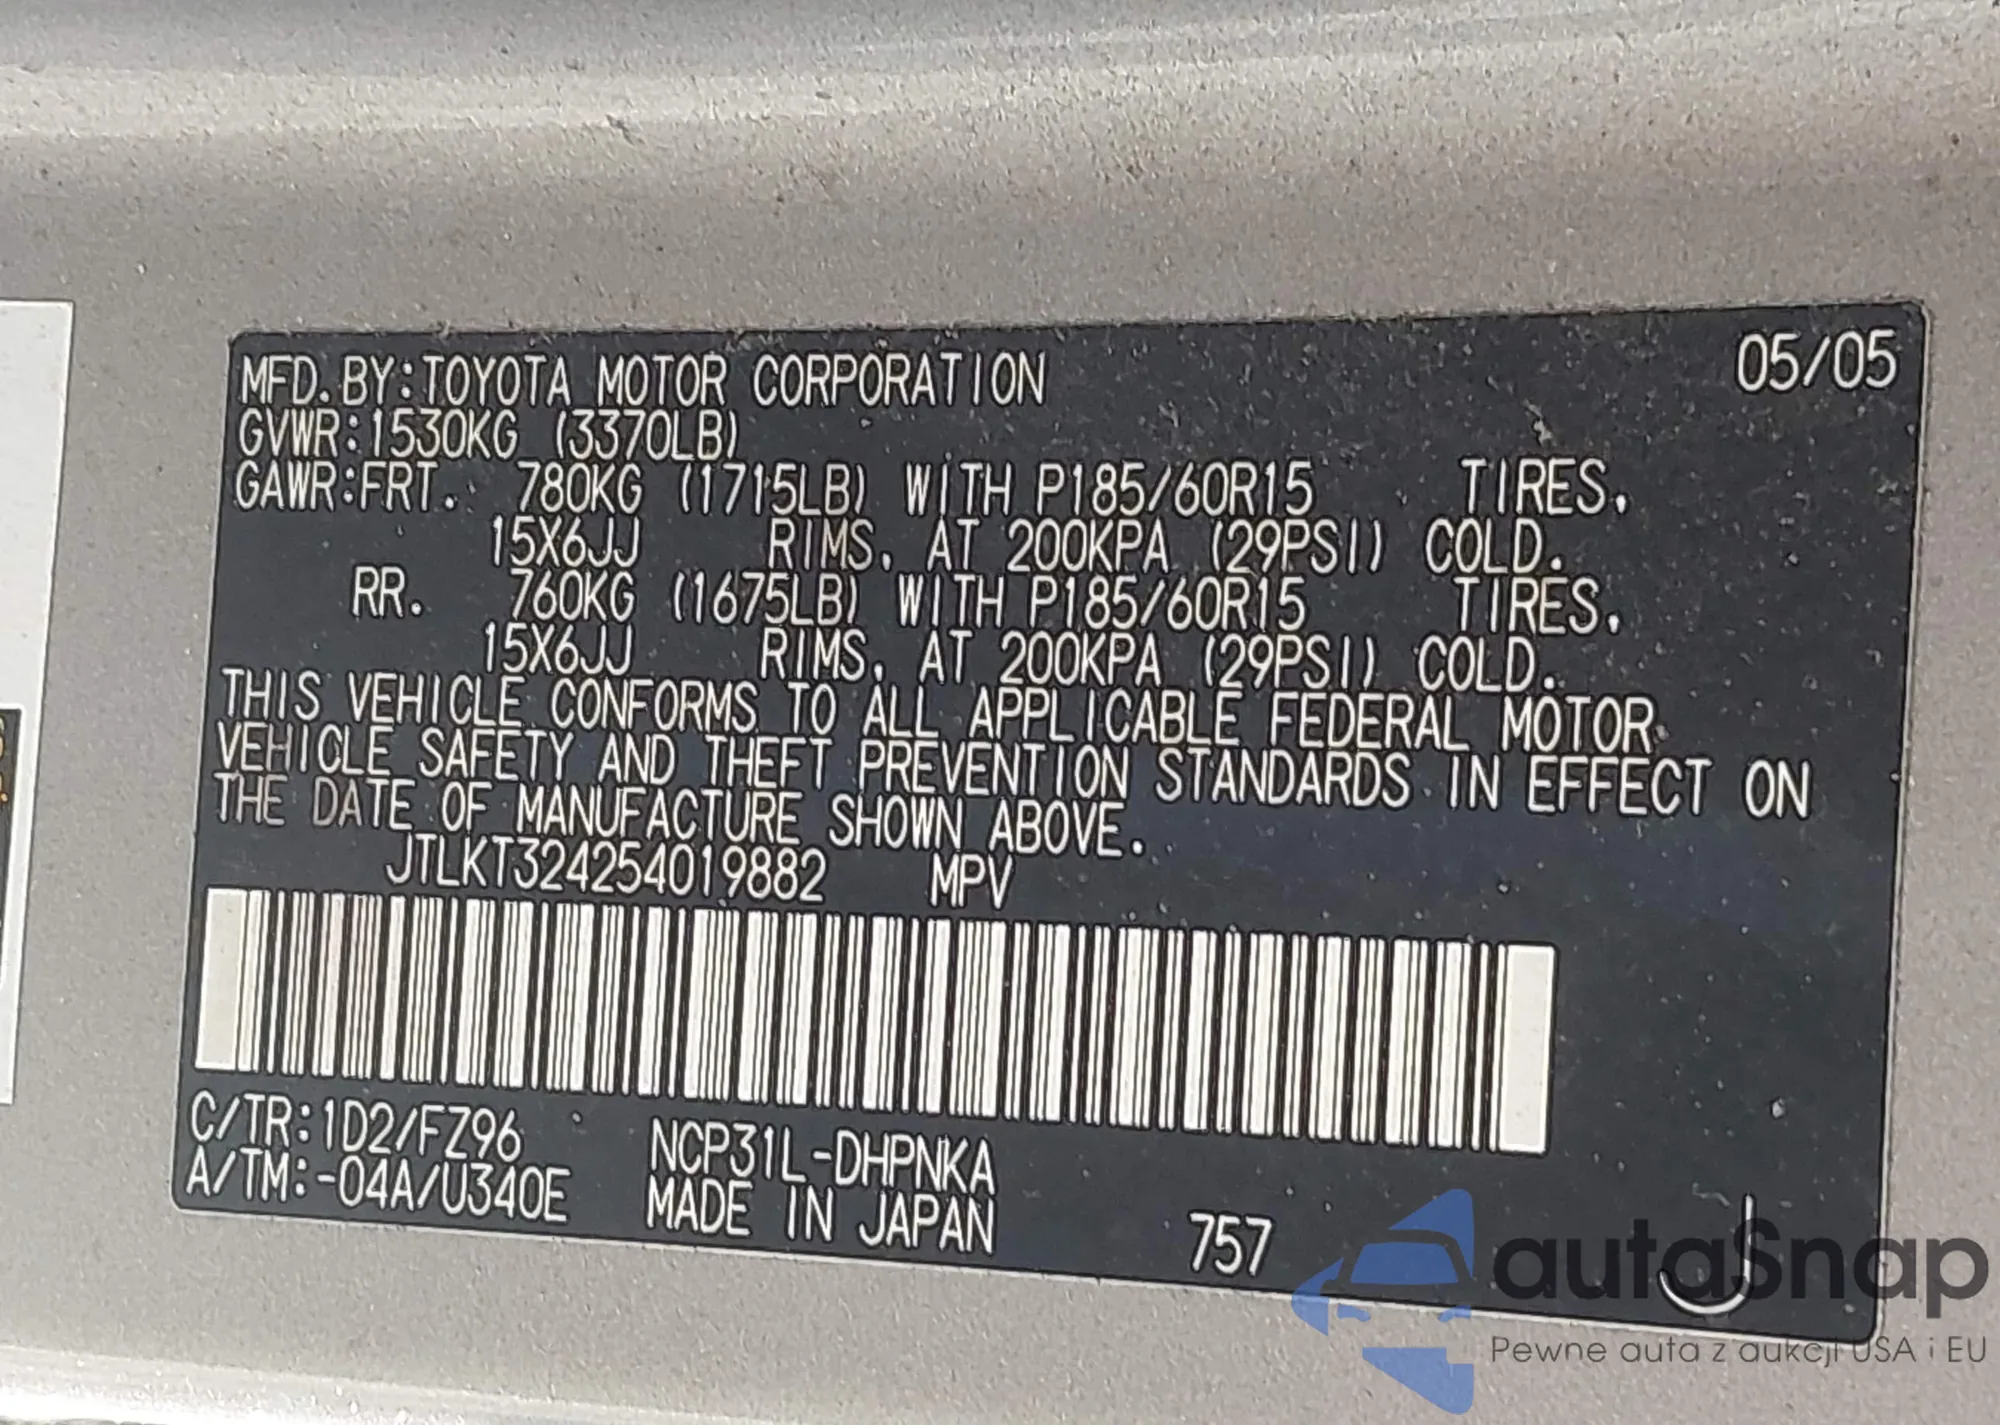 05/05
MFD. BY: TOYOTA MOTOR CORPORATION
GVWR: 1530KG (3370LB)
GAWR: FRT. 780KG (1715LB) WITH P185/60R15 TIRES,
15X6JJ RIMS, AT 200KPA (29PSI) COLD.
RR. 760KG (1675LB) WITH P185/60R15 TIRES,
15X6JJ RIMS, AT 200KPA (29PSI) COLD.
THIS VEHICLE CONFORMS TO ALL APPLICABLE FEDERAL MOTOR
VEHICLE SAFETY AND THEFT PREVENTION STANDARDS IN EFFECT ON
THE DATE OF MANUFACTURE SHOWN ABOVE.
JTLKT324254019882 MPV
C/TR: 1D2/FZ96 NCP31L-DHPNKA
A/TM: -04A/U340E MADE IN JAPAN 757 J
autaSnap
Pewne auta z aukcji USA i EU